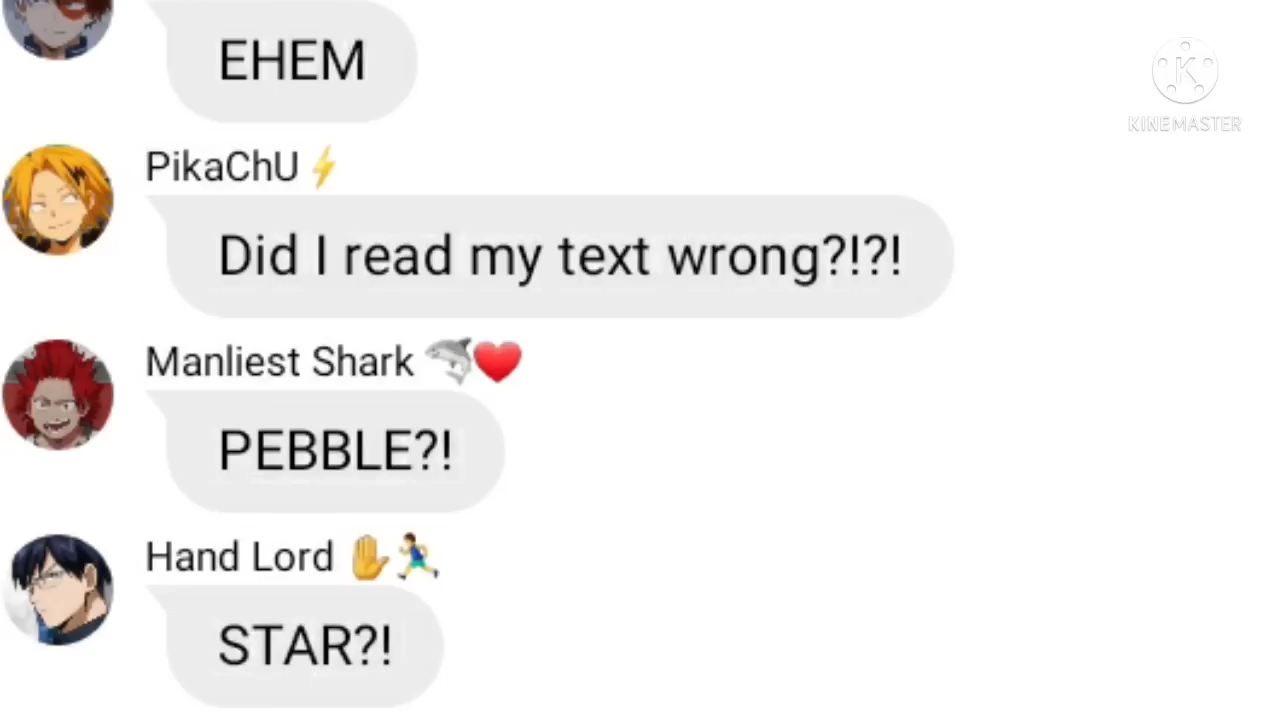 EHEM
KINEMASTER
PikaChU⚡
Did I read my text wrong?!?!
Manliest Shark 🦈❤️
PEBBLE?!
Hand Lord ✋🏃‍♂️
STAR?!